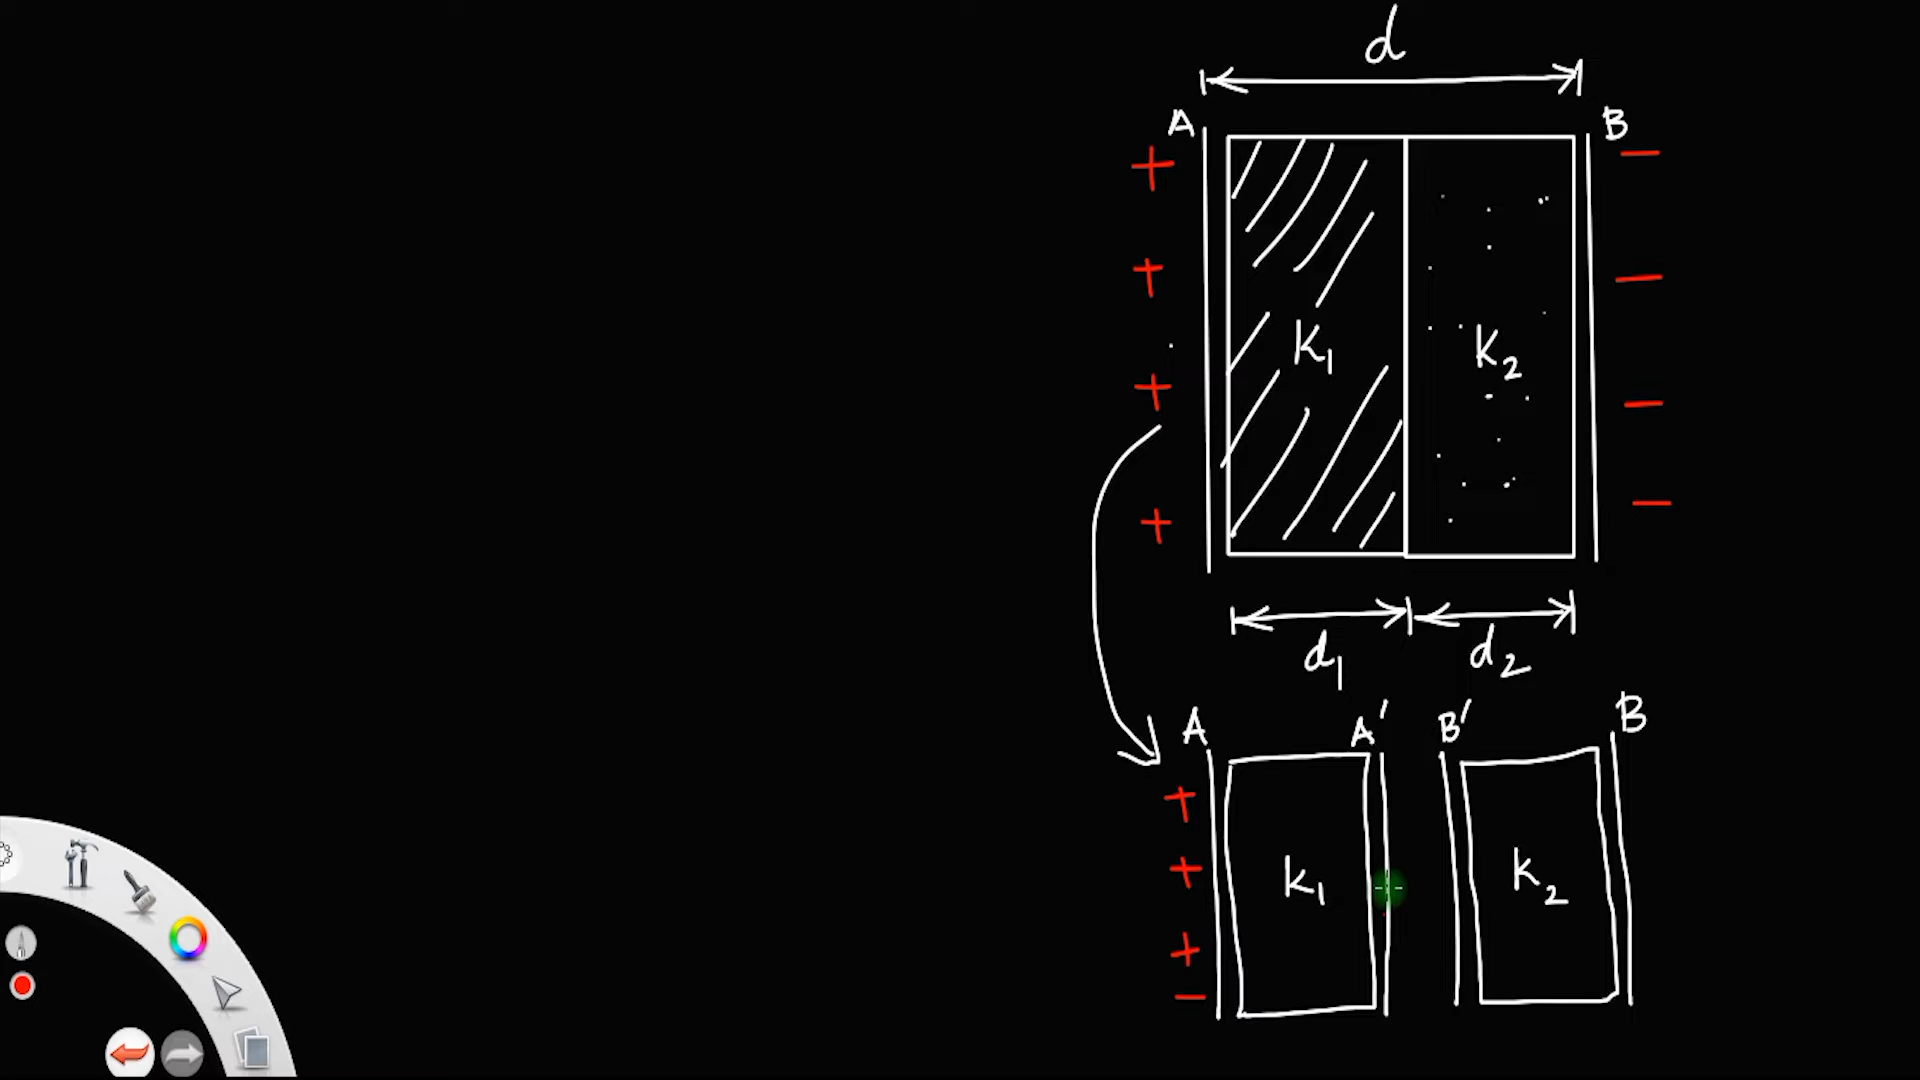 d
A B
+ −
+ −
K1 K2
+ −
+ −
d1 d2
A A' B' B
+
+
K1 K2
+
−